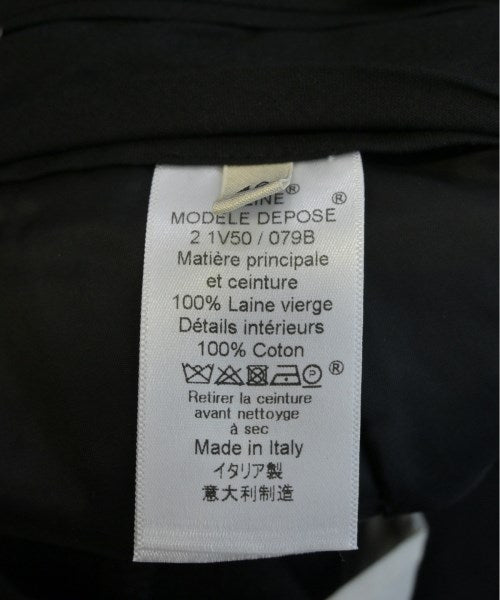 ®
MODELE DEPOSE ®
2 1V50 / 079B
Matière principale
et ceinture
100% Laine vierge
Détails intérieurs
100% Coton
P ®
Retirer la ceinture
avant nettoyge
à sec
Made in Italy
イタリア製
意大利制造